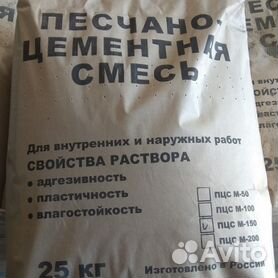 ПЕСЧАНО-
ЦЕМЕНТНАЯ
СМЕСЬ
Для внутренних и наружных работ
СВОЙСТВА РАСТВОРА
• адгезивность
• пластичность
• влагостойкость
ПЦС М-50
ПЦС М-100
ПЦС М-150
ПЦС М-200
25 КГ
Изготовлено в России
Avito